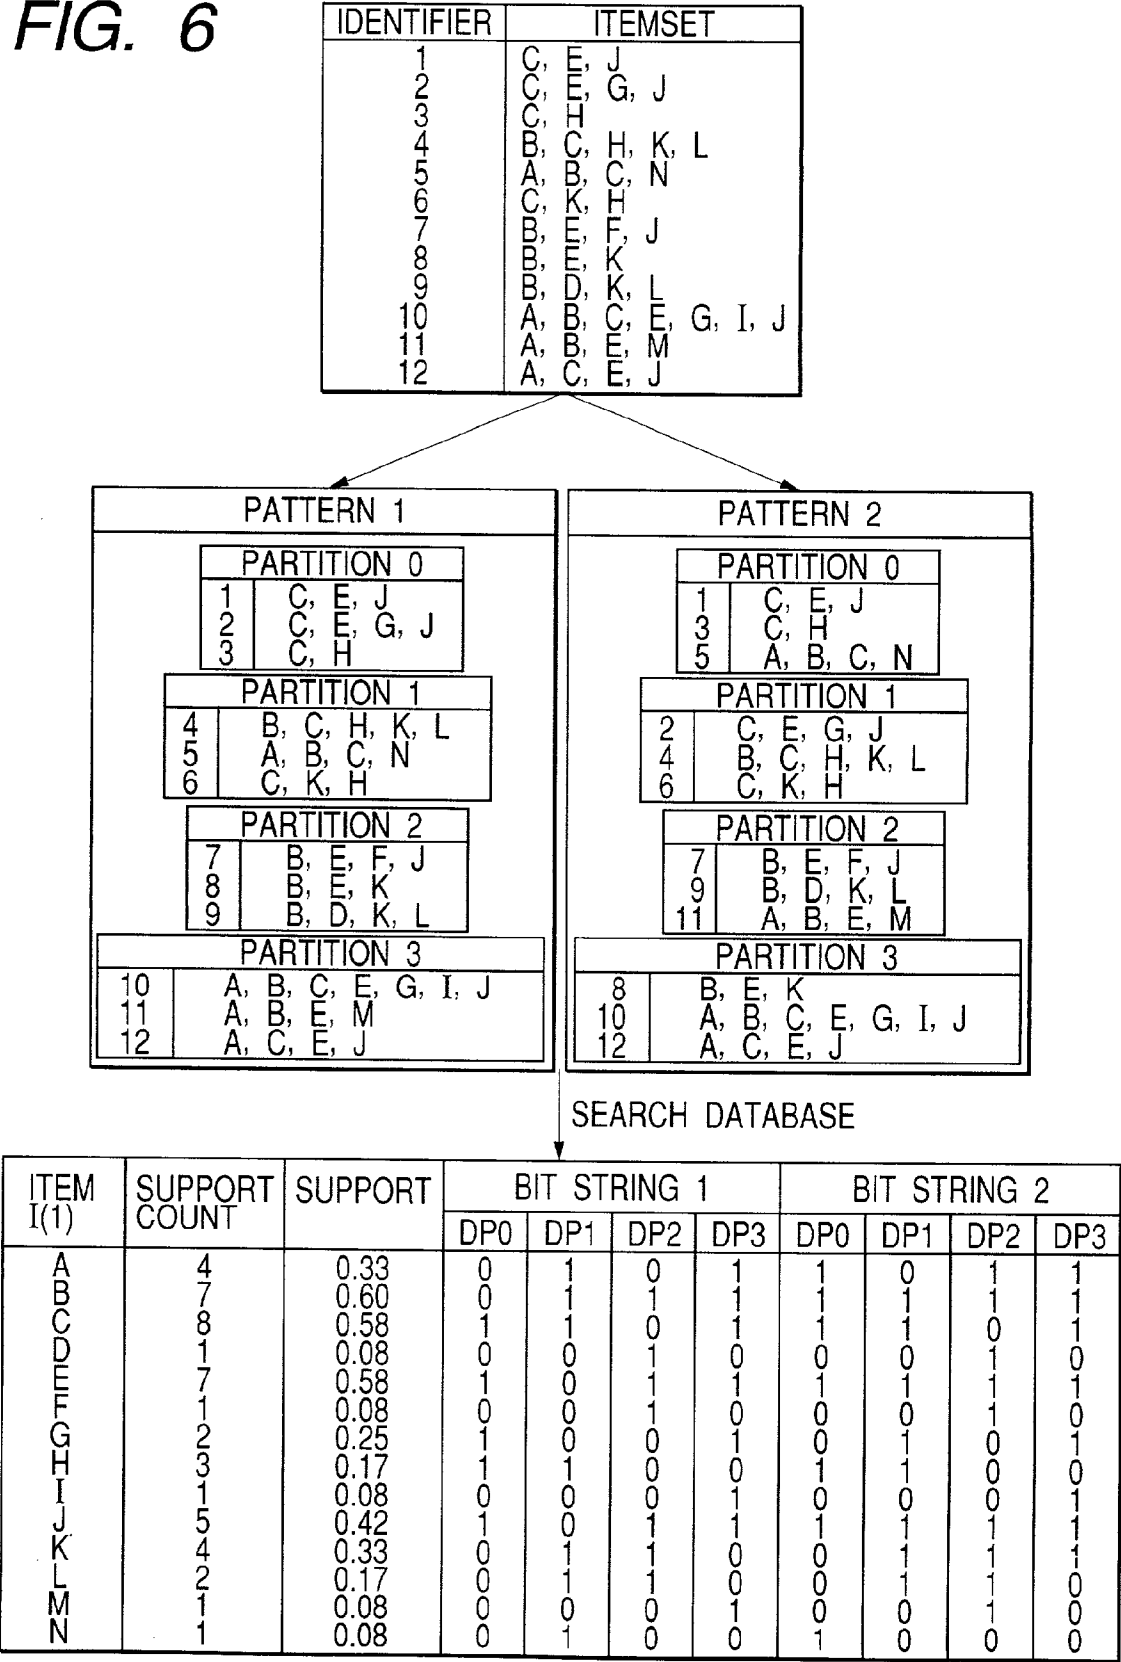 FIG. 6
IDENTIFIER ITEMSET
1 C, E, J
2 C, E, G, J
3 C, H
4 B, C, H, K, L
5 A, B, C, N
6 C, K, H
7 B, E, F, J
8 B, E, K
9 B, D, K, L
10 A, B, C, E, G, I, J
11 A, B, E, M
12 A, C, E, J
PATTERN 1
PARTITION 0
1 C, E, J
2 C, E, G, J
3 C, H
PARTITION 1
4 B, C, H, K, L
5 A, B, C, N
6 C, K, H
PARTITION 2
7 B, E, F, J
8 B, E, K
9 B, D, K, L
PARTITION 3
10 A, B, C, E, G, I, J
11 A, B, E, M
12 A, C, E, J
PATTERN 2
PARTITION 0
1 C, E, J
3 C, H
5 A, B, C, N
PARTITION 1
2 C, E, G, J
4 B, C, H, K, L
6 C, K, H
PARTITION 2
7 B, E, F, J
9 B, D, K, L
11 A, B, E, M
PARTITION 3
8 B, E, K
10 A, B, C, E, G, I, J
12 A, C, E, J
SEARCH DATABASE
ITEM I(1) SUPPORT COUNT SUPPORT BIT STRING 1 BIT STRING 2
DP0 DP1 DP2 DP3 DP0 DP1 DP2 DP3
A 4 0.33 0 1 0 1 1 0 1 1
B 7 0.60 0 1 1 1 1 1 1 1
C 8 0.58 1 1 0 1 1 1 0 1
D 1 0.08 0 0 1 0 0 0 1 0
E 7 0.58 1 0 1 1 1 1 1 1
F 1 0.08 0 0 1 0 0 0 1 0
G 2 0.25 1 0 0 1 0 1 0 1
H 3 0.17 1 1 0 0 1 1 0 0
I 1 0.08 0 0 0 1 0 0 0 1
J 5 0.42 1 0 1 1 1 1 1 1
K 4 0.33 0 1 1 0 0 1 1 1
L 2 0.17 0 1 1 0 0 1 1 0
M 1 0.08 0 0 0 1 0 0 1 0
N 1 0.08 0 1 0 0 1 0 0 0